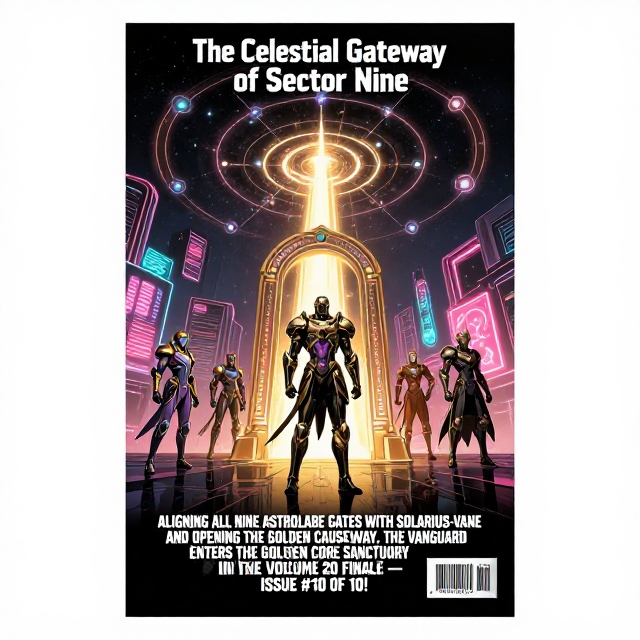 The Celestial Gateway
of Sector Nine
ALIGNING ALL NINE ASTROLABE GATES WITH SOLARIUS-VANE
AND OPENING THE GOLDEN CAUSEWAY, THE VANGUARD
ENTERS THE GOLDEN CORE SANCTUORY
IN THE VOLUME 20 FINALE —
ISSUE #10 OF 10!